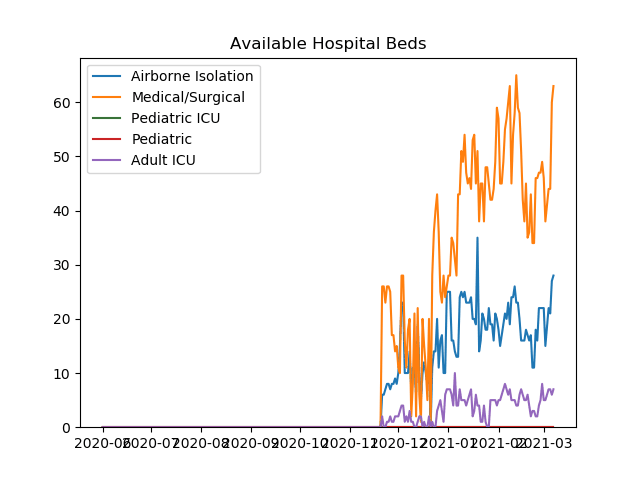 Available Hospital Beds
Airborne Isolation
Medical/Surgical
Pediatric ICU
Pediatric
Adult ICU
60
50
40
30
20
10
0
2020-06 2020-07 2020-08 2020-09 2020-10 2020-11 2020-12 2021-01 2021-02 2021-03